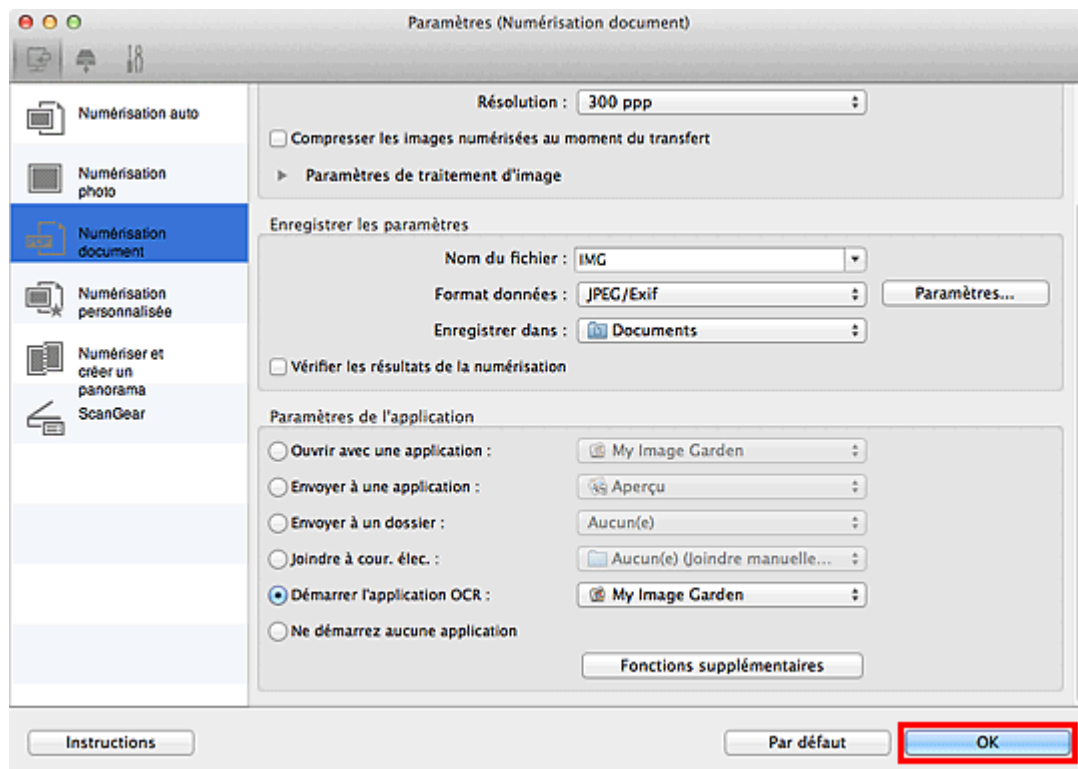 Paramètres (Numérisation document)
Numérisation auto
Numérisation
photo
PDF
Numérisation
document
Numérisation
personnalisée
Numériser et
créer un
panorama
ScanGear
Résolution : 300 ppp
Compresser les images numérisées au moment du transfert
Paramètres de traitement d'image
Enregistrer les paramètres
Nom du fichier : IMG
Format données : JPEG/Exif Paramètres...
Enregistrer dans : Documents
Vérifier les résultats de la numérisation
Paramètres de l'application
Ouvrir avec une application : My Image Garden
Envoyer à une application : Aperçu
Envoyer à un dossier : Aucun(e)
Joindre à cour. élec. : Aucun(e) (Joindre manuelle...
Démarrer l'application OCR : My Image Garden
Ne démarrez aucune application
Fonctions supplémentaires
Instructions Par défaut OK